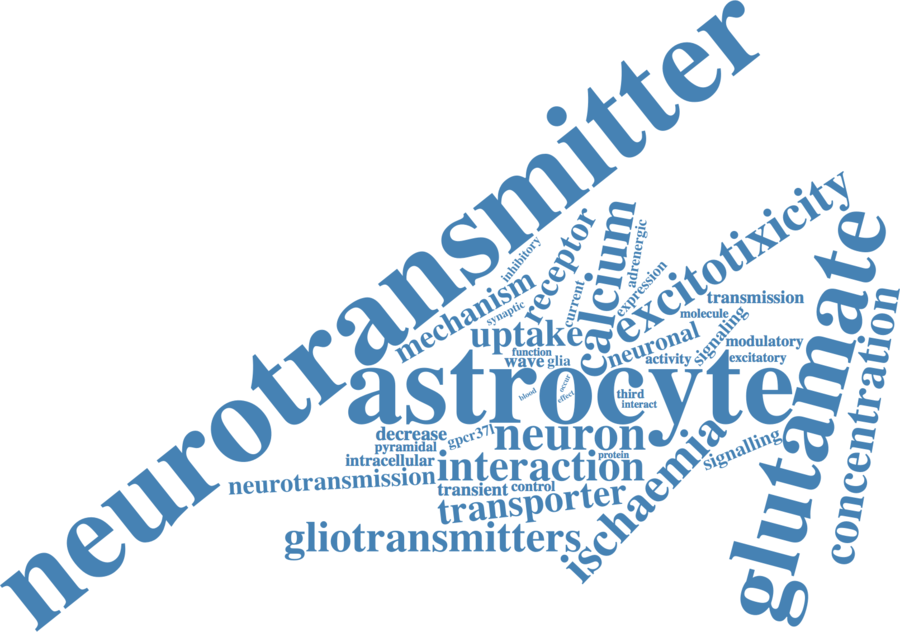 neurotransmitter
inhibitory
receptor
calcium
adrenergic
mechanism
synaptic
current
expression
excitotixicity
glutamate
concentration
transmission
molecule
signaling
uptake
neuronal
modulatory
function
wave
glia
activity
excitatory
astrocyte
blood
occur
effect
third
interact
decrease
gpcr37l
neuron
pyramidal
intracellular
interaction
protein
ischaemia
signalling
neurotransmission
transient
control
transporter
gliotransmitters